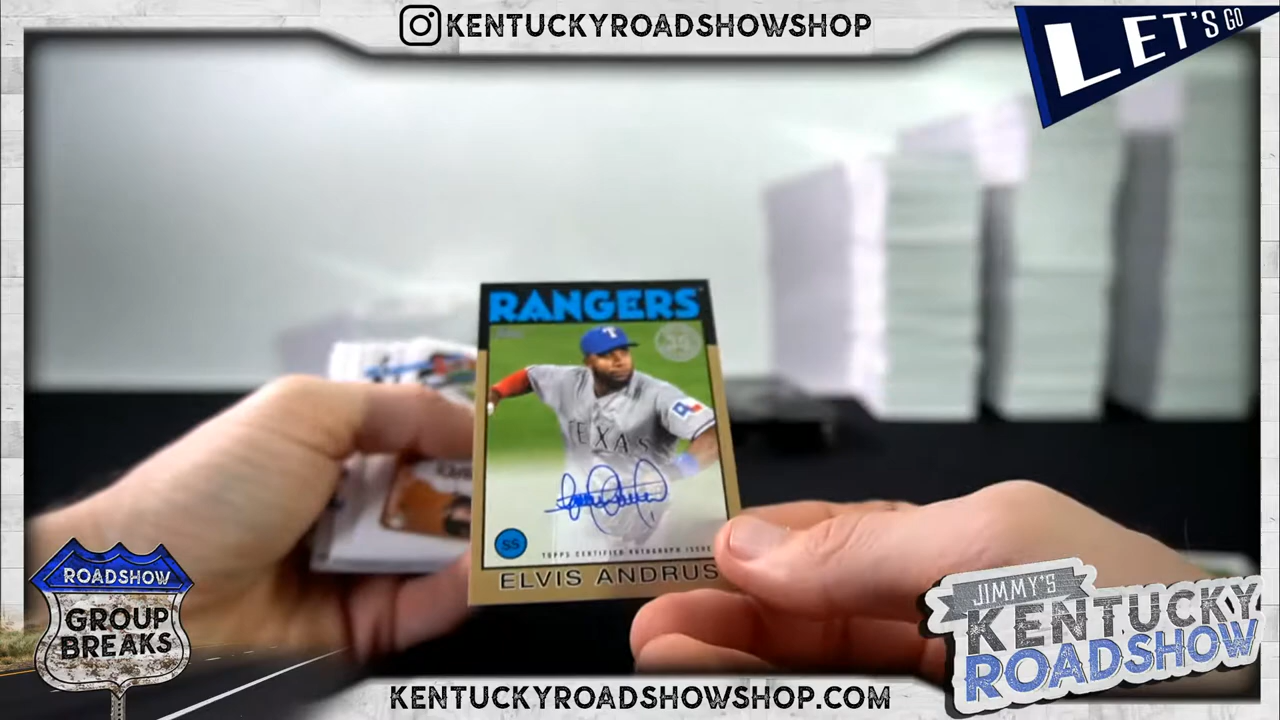 KENTUCKYROADSHOWSHOP
LET'S GO
RANGERS
35
TEXAS
SS
TOPPS CERTIFIED AUTOGRAPH ISSUE
ELVIS ANDRUS
ROADSHOW
GROUP
BREAKS
JIMMY'S
KENTUCKY
ROADSHOW
KENTUCKYROADSHOWSHOP.COM